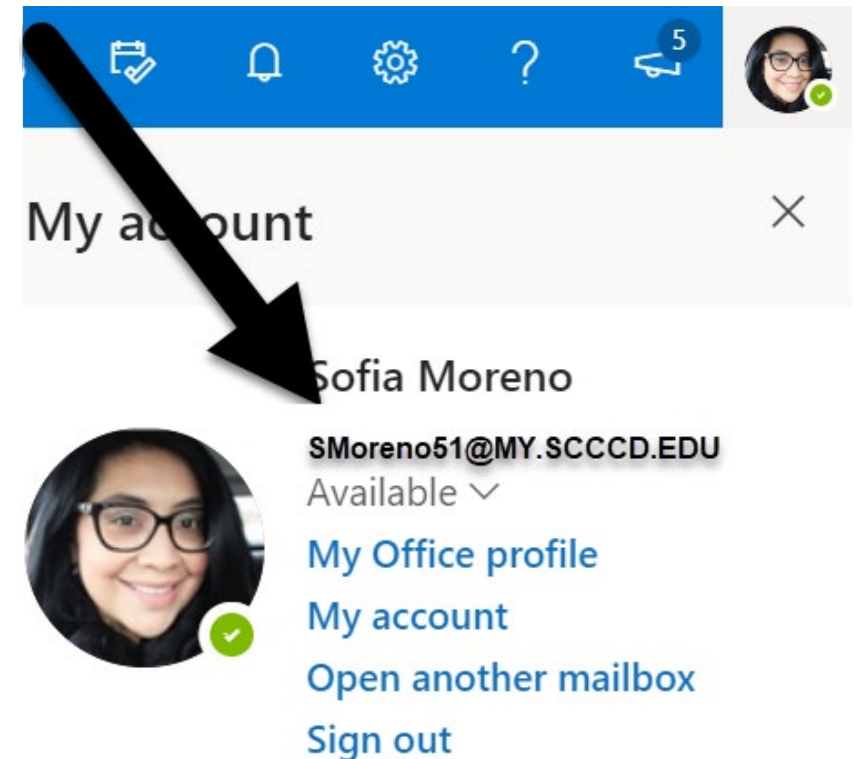 5
My account
Sofia Moreno
SMoreno51@MY.SCCCD.EDU
Available
My Office profile
My account
Open another mailbox
Sign out